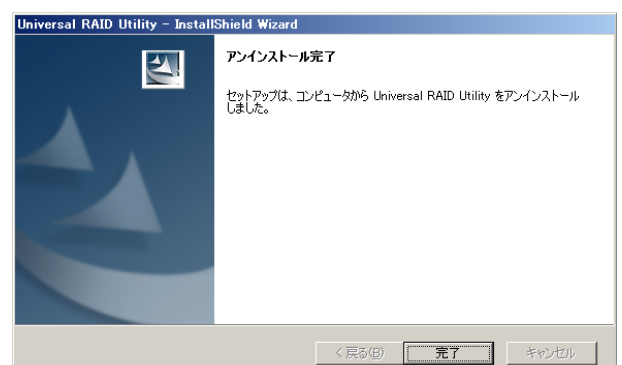 Universal RAID Utility - InstallShield Wizard
アンインストール完了
セットアップは、コンピュータから Universal RAID Utility をアンインストール
しました。
< 戻る(B)
完了
キャンセル